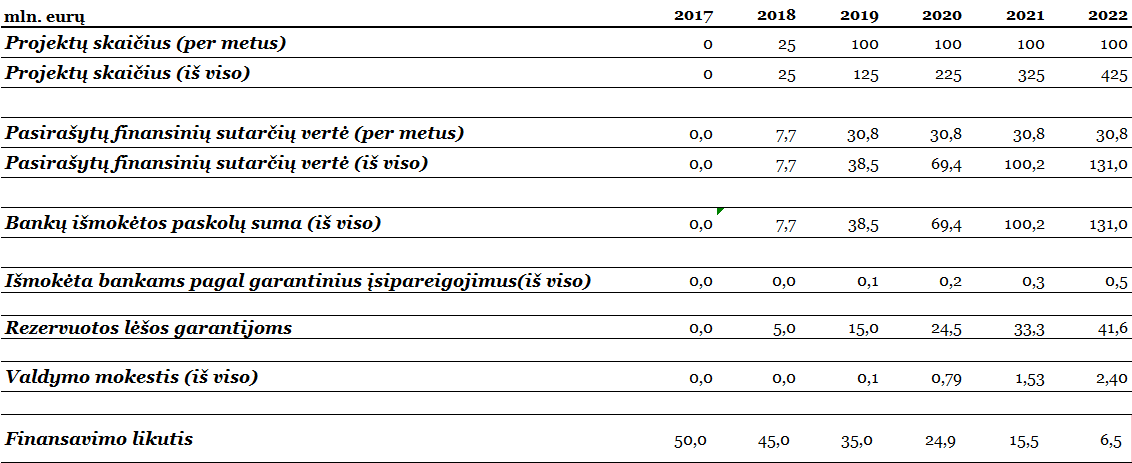 mln. eurų 2017 2018 2019 2020 2021 2022
Projektų skaičius (per metus) 0 25 100 100 100 100
Projektų skaičius (iš viso) 0 25 125 225 325 425
Pasirašytų finansinių sutarčių vertė (per metus) 0,0 7,7 30,8 30,8 30,8 30,8
Pasirašytų finansinių sutarčių vertė (iš viso) 0,0 7,7 38,5 69,4 100,2 131,0
Bankų išmokėtos paskolų suma (iš viso) 0,0 7,7 38,5 69,4 100,2 131,0
Išmokėta bankams pagal garantinius įsipareigojimus(iš viso) 0,0 0,0 0,1 0,2 0,3 0,5
Rezervuotos lėšos garantijoms 0,0 5,0 15,0 24,5 33,3 41,6
Valdymo mokestis (iš viso) 0,0 0,0 0,1 0,79 1,53 2,40
Finansavimo likutis 50,0 45,0 35,0 24,9 15,5 6,5